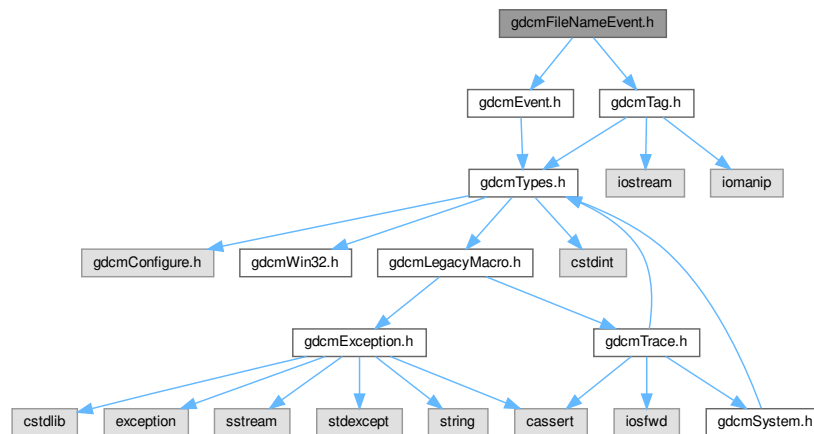 gdcmFileNameEvent.h
gdcmEvent.h
gdcmTag.h
gdcmTypes.h
iostream
iomanip
gdcmConfigure.h
gdcmWin32.h
gdcmLegacyMacro.h
cstdint
gdcmException.h
gdcmTrace.h
cstdlib
exception
sstream
stdexcept
string
cassert
iosfwd
gdcmSystem.h